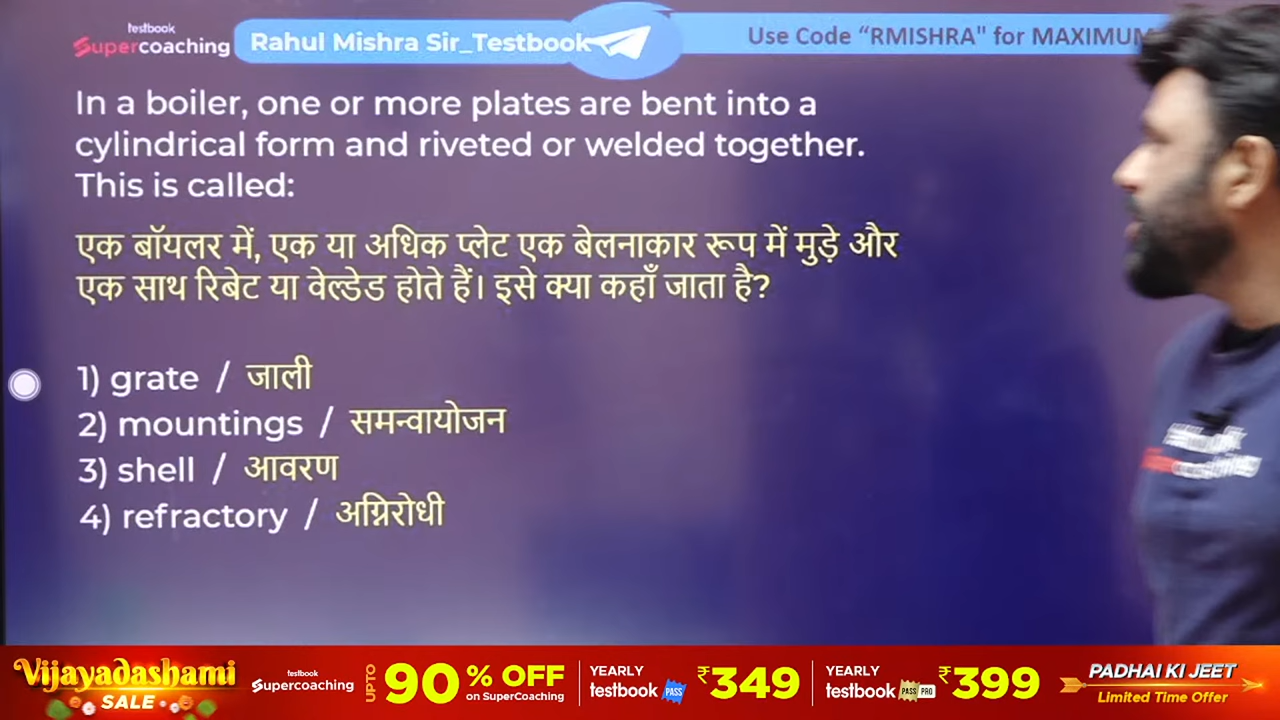 testbook
Supercoaching
Rahul Mishra Sir_Testbook
Use Code “RMISHRA" for MAXIMUM
In a boiler, one or more plates are bent into a
cylindrical form and riveted or welded together.
This is called:
एक बॉयलर में, एक या अधिक प्लेट एक बेलनाकार रूप में मुड़े और
एक साथ रिबेट या वेल्डेड होते हैं। इसे क्या कहाँ जाता है?
1) grate / जाली
2) mountings / समन्वायोजन
3) shell / आवरण
4) refractory / अग्निरोधी
Vijayadashami
SALE
testbook
Supercoaching
UPTO
90 % OFF
on SuperCoaching
YEARLY
testbook PASS
₹349
YEARLY
testbook PASS PRO
₹399
PADHAI KI JEET
Limited Time Offer